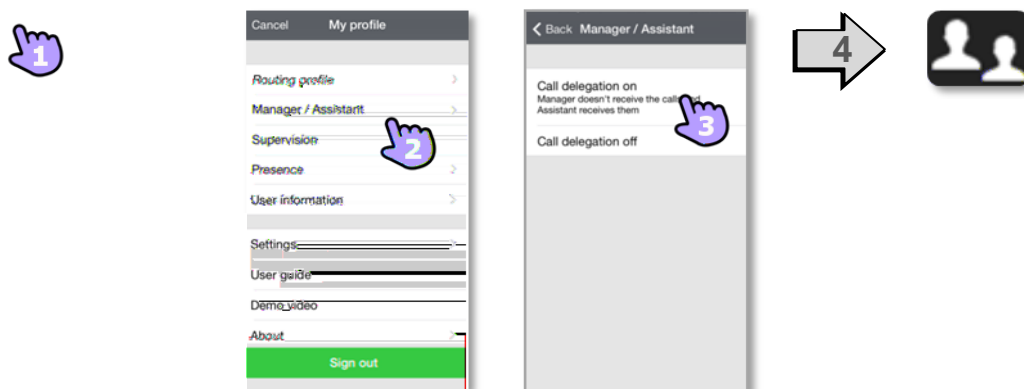 1
Cancel My profile
Routing profile
Manager / Assistant
Supervision
Presence
User information
Settings
User guide
Demo video
About
Sign out
2
Back Manager / Assistant
Call delegation on
Manager doesn't receive the calls
Assistant receives them
Call delegation off
3
4